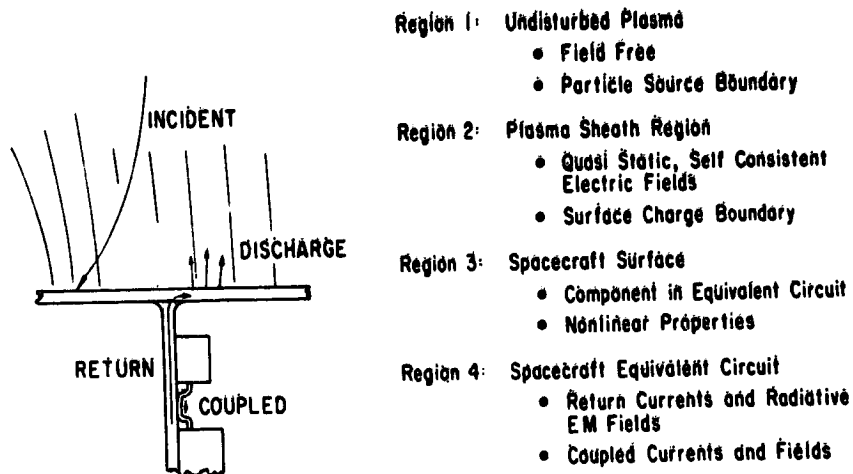 INCIDENT
DISCHARGE
RETURN
COUPLED
Region 1: Undisturbed Plasma
• Field Free
• Particle Source Boundary
Region 2: Plasma Sheath Region
• Quasi Static, Self Consistent
Electric Fields
• Surface Charge Boundary
Region 3: Spacecraft Surface
• Component in Equivalent Circuit
• Nonlinear Properties
Region 4: Spacecraft Equivalent Circuit
• Return Currents and Radiative
EM Fields
• Coupled Currents and Fields